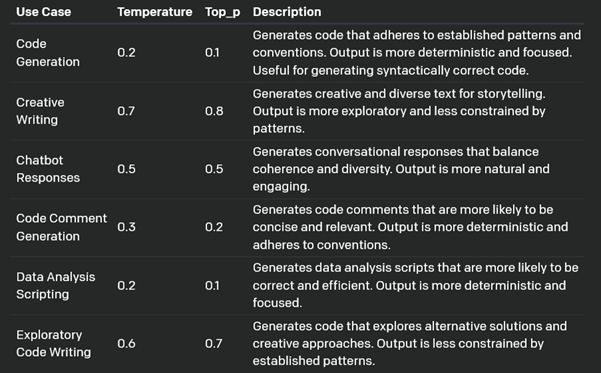 Use Case Temperature Top_p Description
Code Generation 0.2 0.1 Generates code that adheres to established patterns and
conventions. Output is more deterministic and focused.
Useful for generating syntactically correct code.
Creative Writing 0.7 0.8 Generates creative and diverse text for storytelling.
Output is more exploratory and less constrained by
patterns.
Chatbot Responses 0.5 0.5 Generates conversational responses that balance
coherence and diversity. Output is more natural and
engaging.
Code Comment Generation 0.3 0.2 Generates code comments that are more likely to be
concise and relevant. Output is more deterministic and
adheres to conventions.
Data Analysis Scripting 0.2 0.1 Generates data analysis scripts that are more likely to be
correct and efficient. Output is more deterministic and
focused.
Exploratory Code Writing 0.6 0.7 Generates code that explores alternative solutions and
creative approaches. Output is less constrained by
established patterns.